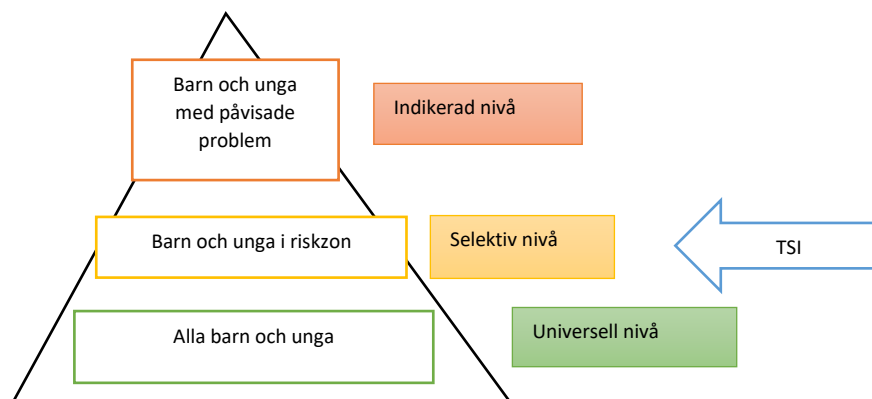 Barn och unga
med påvisade
problem
Indikerad nivå
Barn och unga i riskzon
Selektiv nivå
TSI
Alla barn och unga
Universell nivå